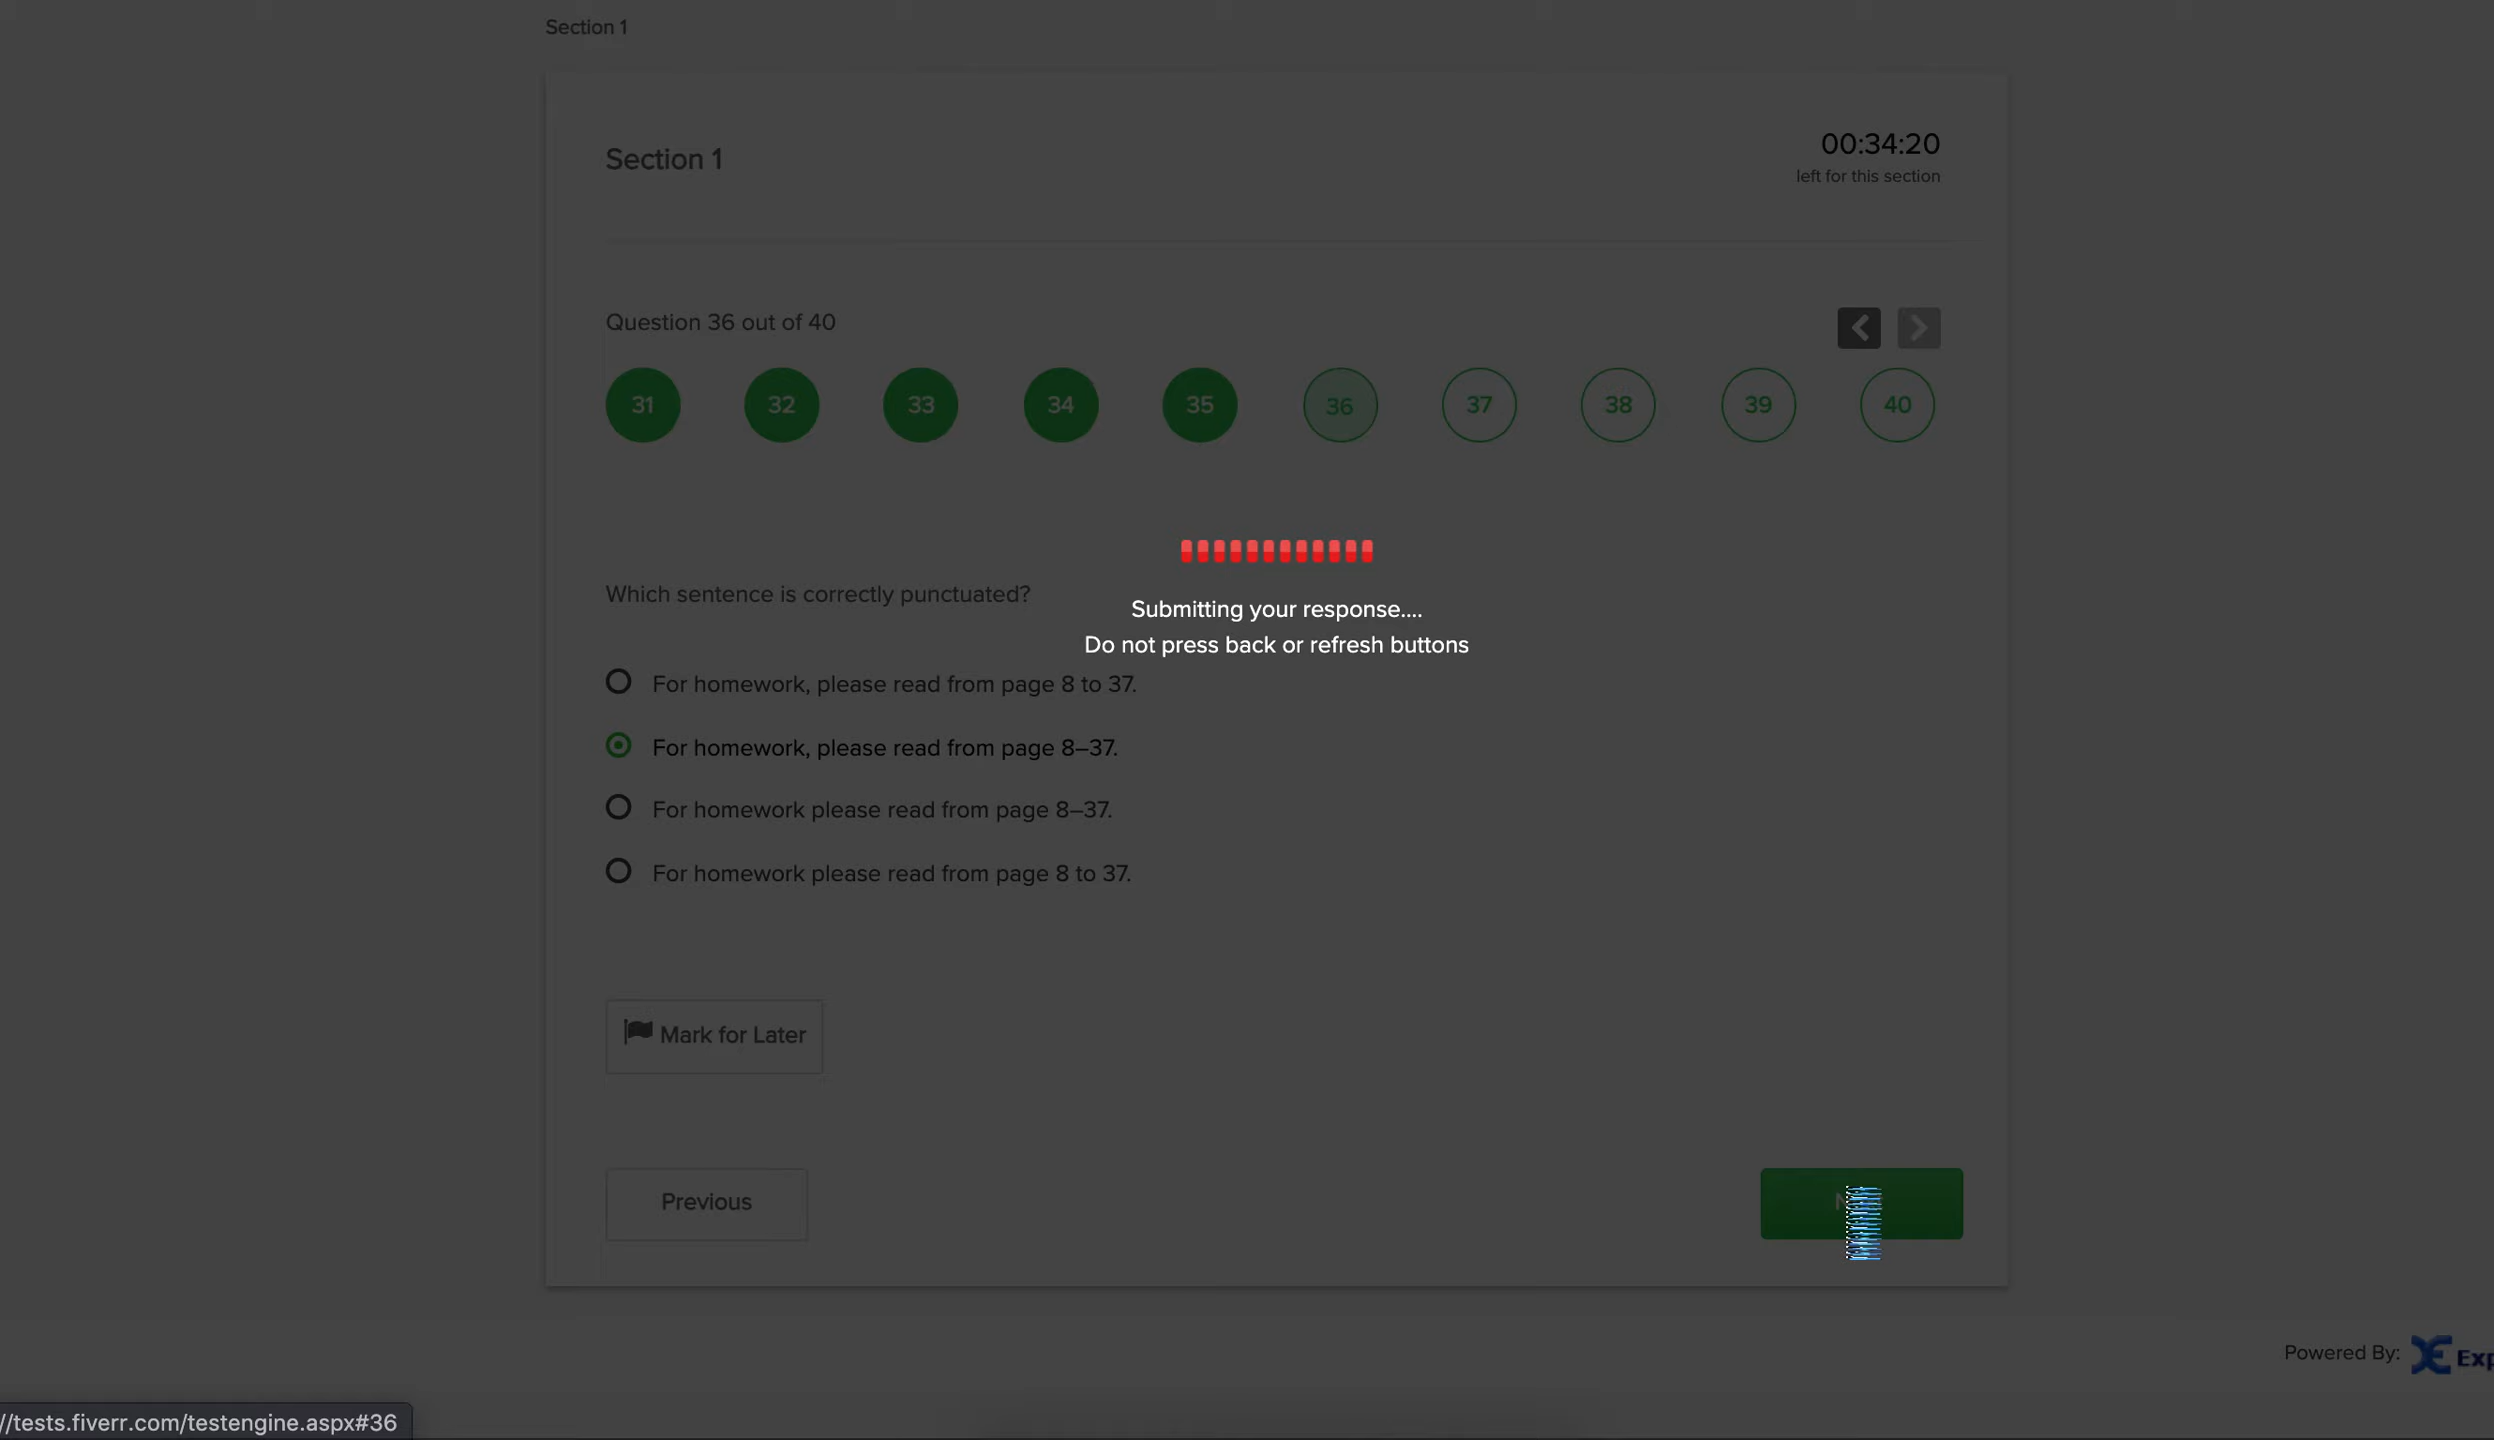 Section 1
Section 1
00:34:20
left for this section
Question 36 out of 40
31 32 33 34 35 36 37 38 39 40
Which sentence is correctly punctuated?
Submitting your response....
Do not press back or refresh buttons
For homework, please read from page 8 to 37.
For homework, please read from page 8–37.
For homework please read from page 8–37.
For homework please read from page 8 to 37.
Mark for Later
Previous
Powered By:
Exp
//tests.fiverr.com/testengine.aspx#36